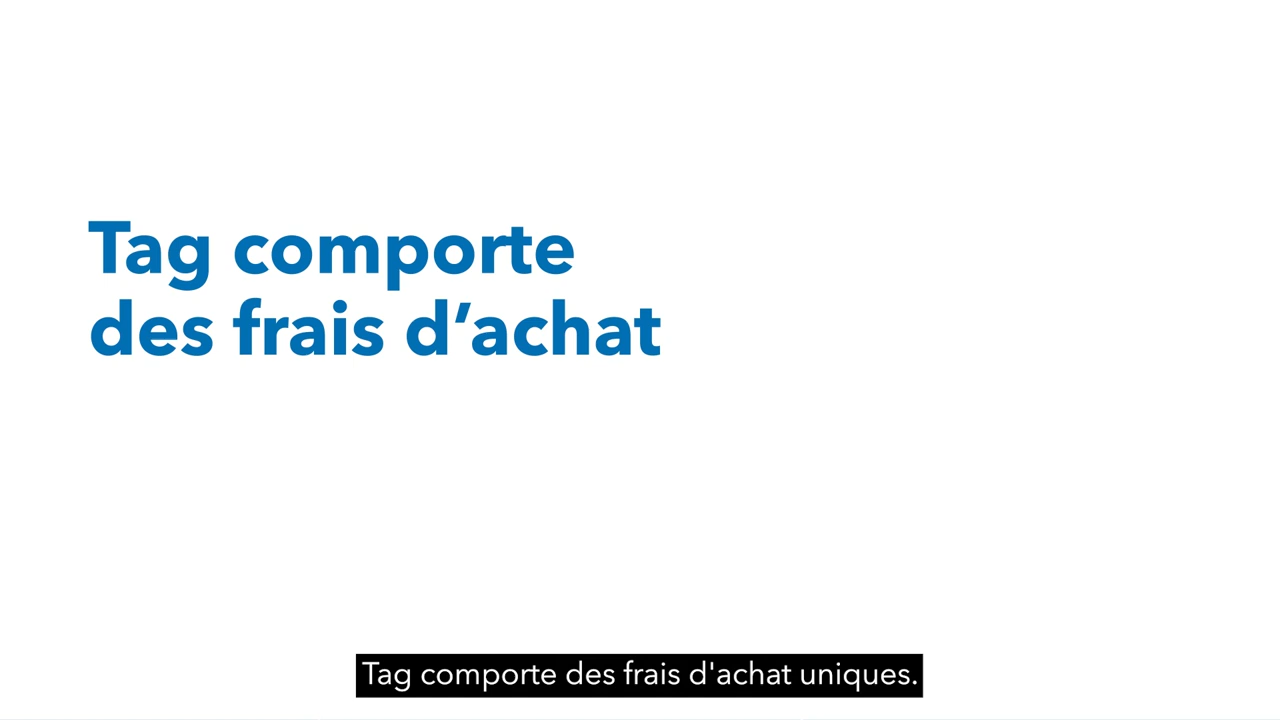 Tag comporte
des frais d’achat
Tag comporte des frais d'achat uniques.